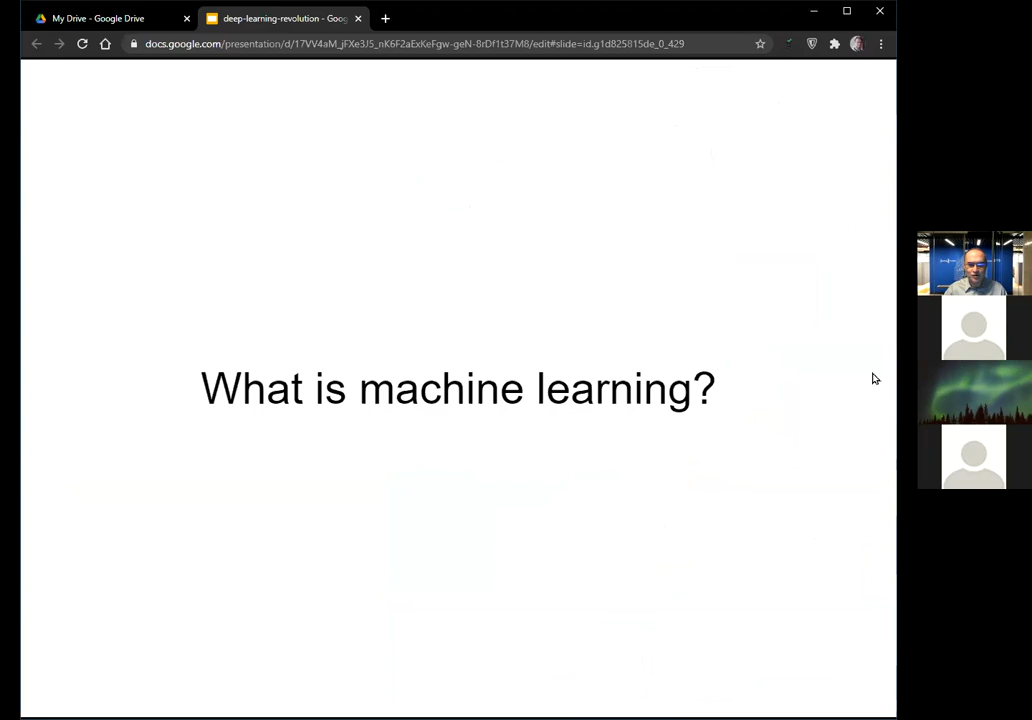 My Drive - Google Drive
deep-learning-revolution - Goog
docs.google.com/presentation/d/17VV4aM_jFXe3J5_nK6F2aExKeFgw-geN-8rDf1t37M8/edit#slide=id.g1d825815de_0_429
What is machine learning?